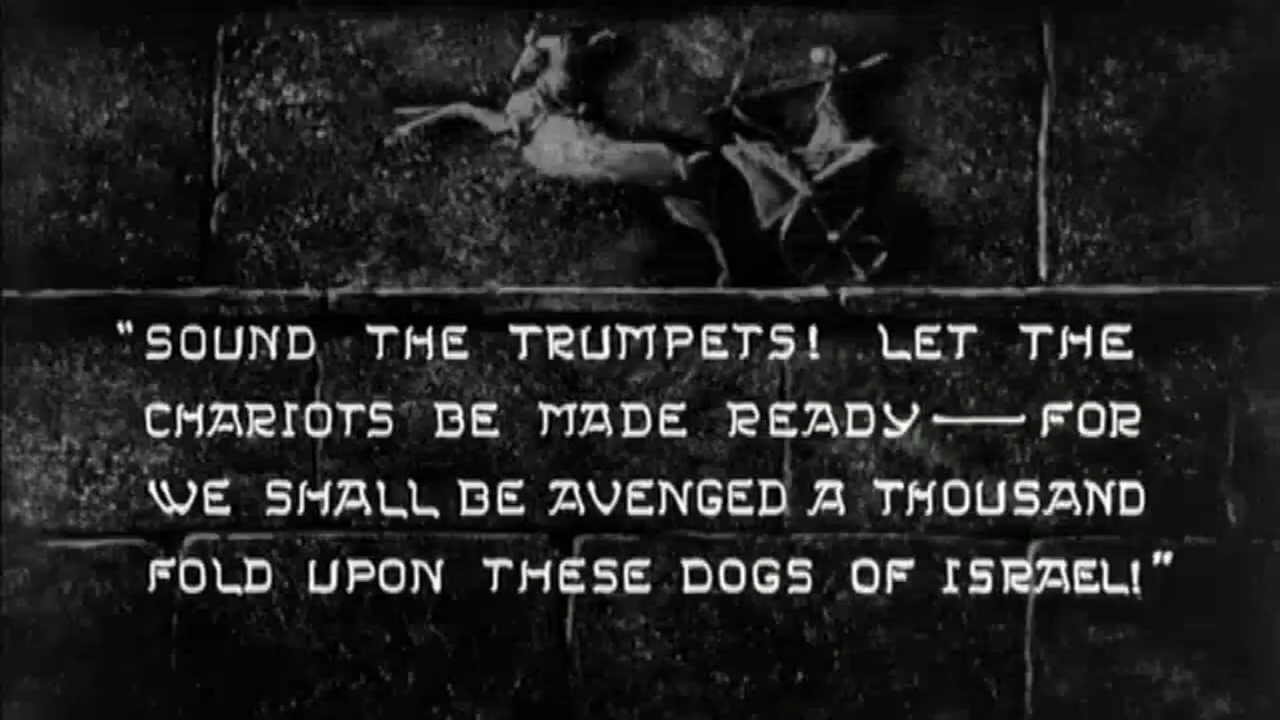 "SOUND THE TRUMPETS! LET THE
CHARIOTS BE MADE READY — FOR
WE SHALL BE AVENGED A THOUSAND
FOLD UPON THESE DOGS OF ISRAEL!"